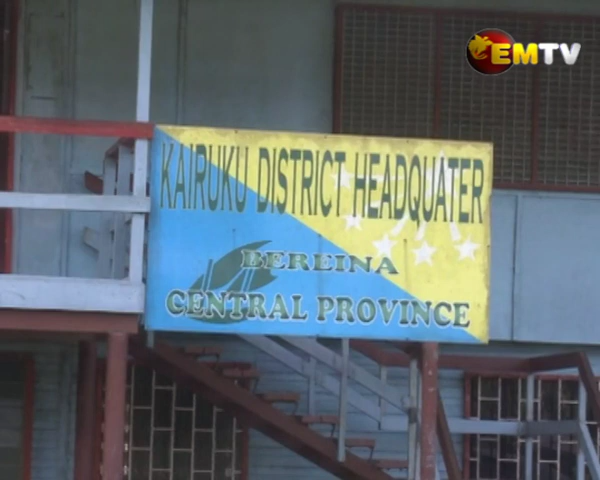 EMTV
KAIRUKU DISTRICT HEADQUATER
BEREINA
CENTRAL PROVINCE